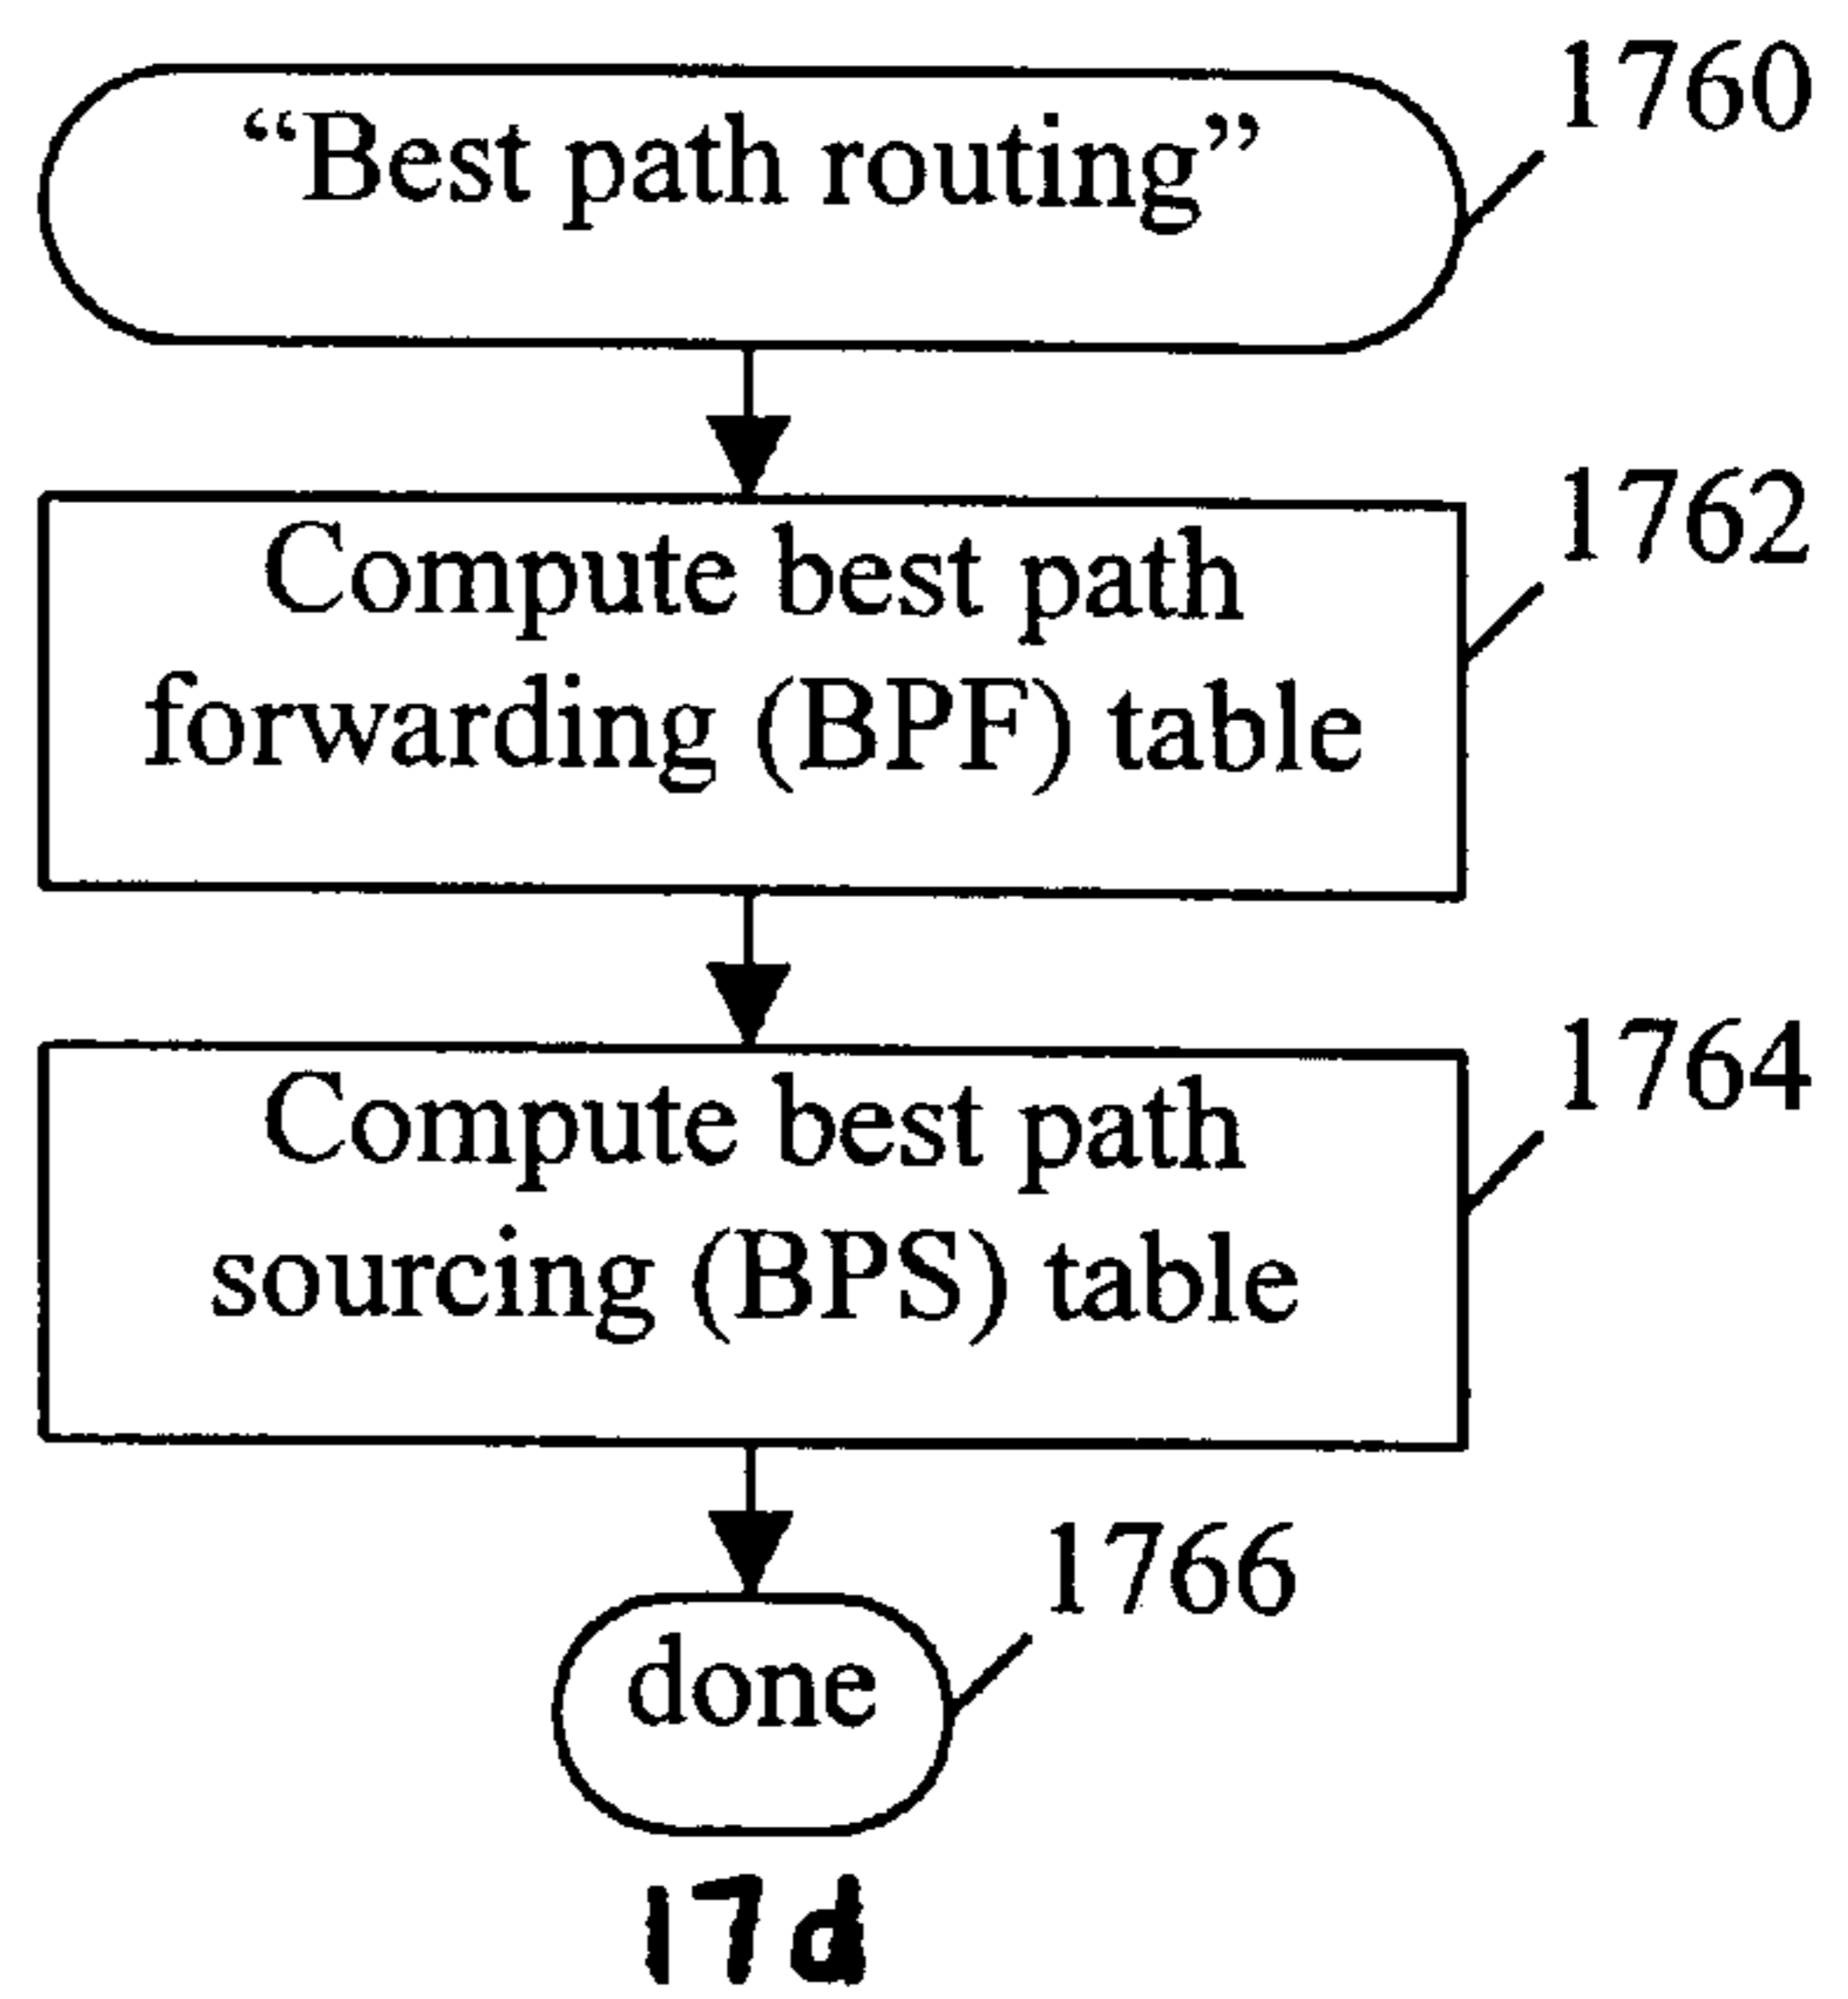 1760
“Best path routing”
1762
Compute best path
forwarding (BPF) table
1764
Compute best path
sourcing (BPS) table
1766
done
17d